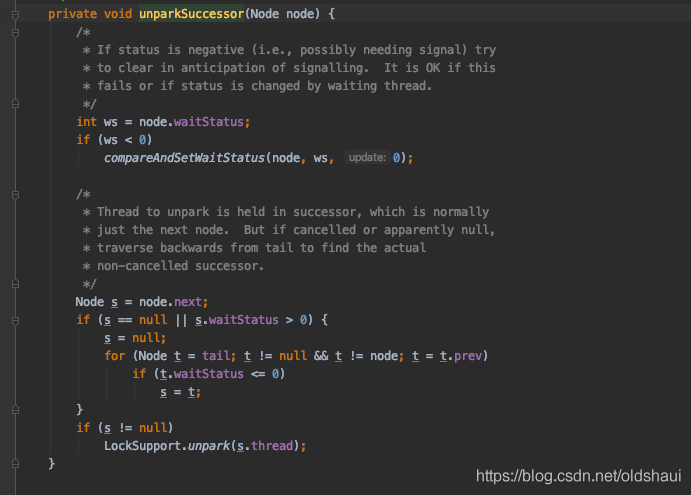 private void unparkSuccessor(Node node) {
    /*
     * If status is negative (i.e., possibly needing signal) try
     * to clear in anticipation of signalling.  It is OK if this
     * fails or if status is changed by waiting thread.
     */
    int ws = node.waitStatus;
    if (ws < 0)
        compareAndSetWaitStatus(node, ws, update: 0);

    /*
     * Thread to unpark is held in successor, which is normally
     * just the next node.  But if cancelled or apparently null,
     * traverse backwards from tail to find the actual
     * non-cancelled successor.
     */
    Node s = node.next;
    if (s == null || s.waitStatus > 0) {
        s = null;
        for (Node t = tail; t != null && t != node; t = t.prev)
            if (t.waitStatus <= 0)
                s = t;
    }
    if (s != null)
        LockSupport.unpark(s.thread);
}
https://blog.csdn.net/oldshaui